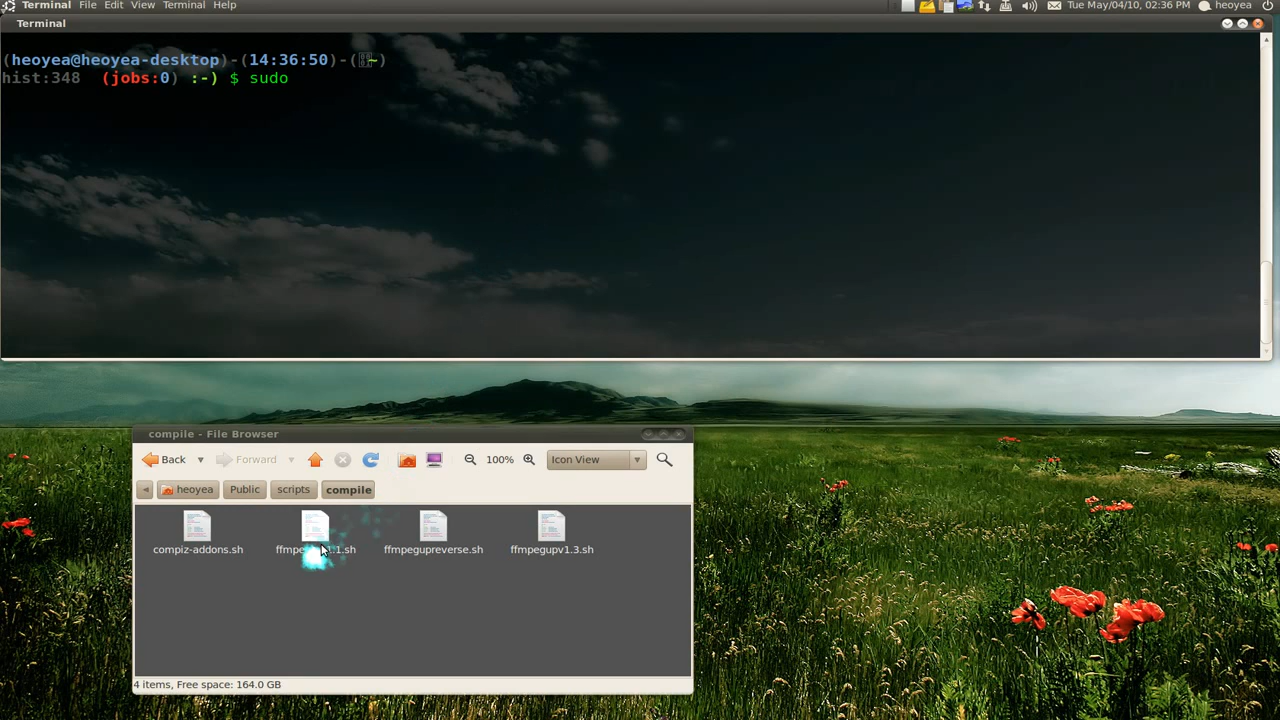 Terminal File Edit View Terminal Help Tue May/04/10, 02:36 PM heoyea
Terminal
(heoyea@heoyea-desktop)-(14:36:50)-(~)
hist:348 (jobs:0) :-) $ sudo
compile - File Browser
Back Forward 100% Icon View
heoyea Public scripts compile
compiz-addons.sh ffmpegupreverse.sh ffmpegupv1.3.sh
4 items, Free space: 164.0 GB